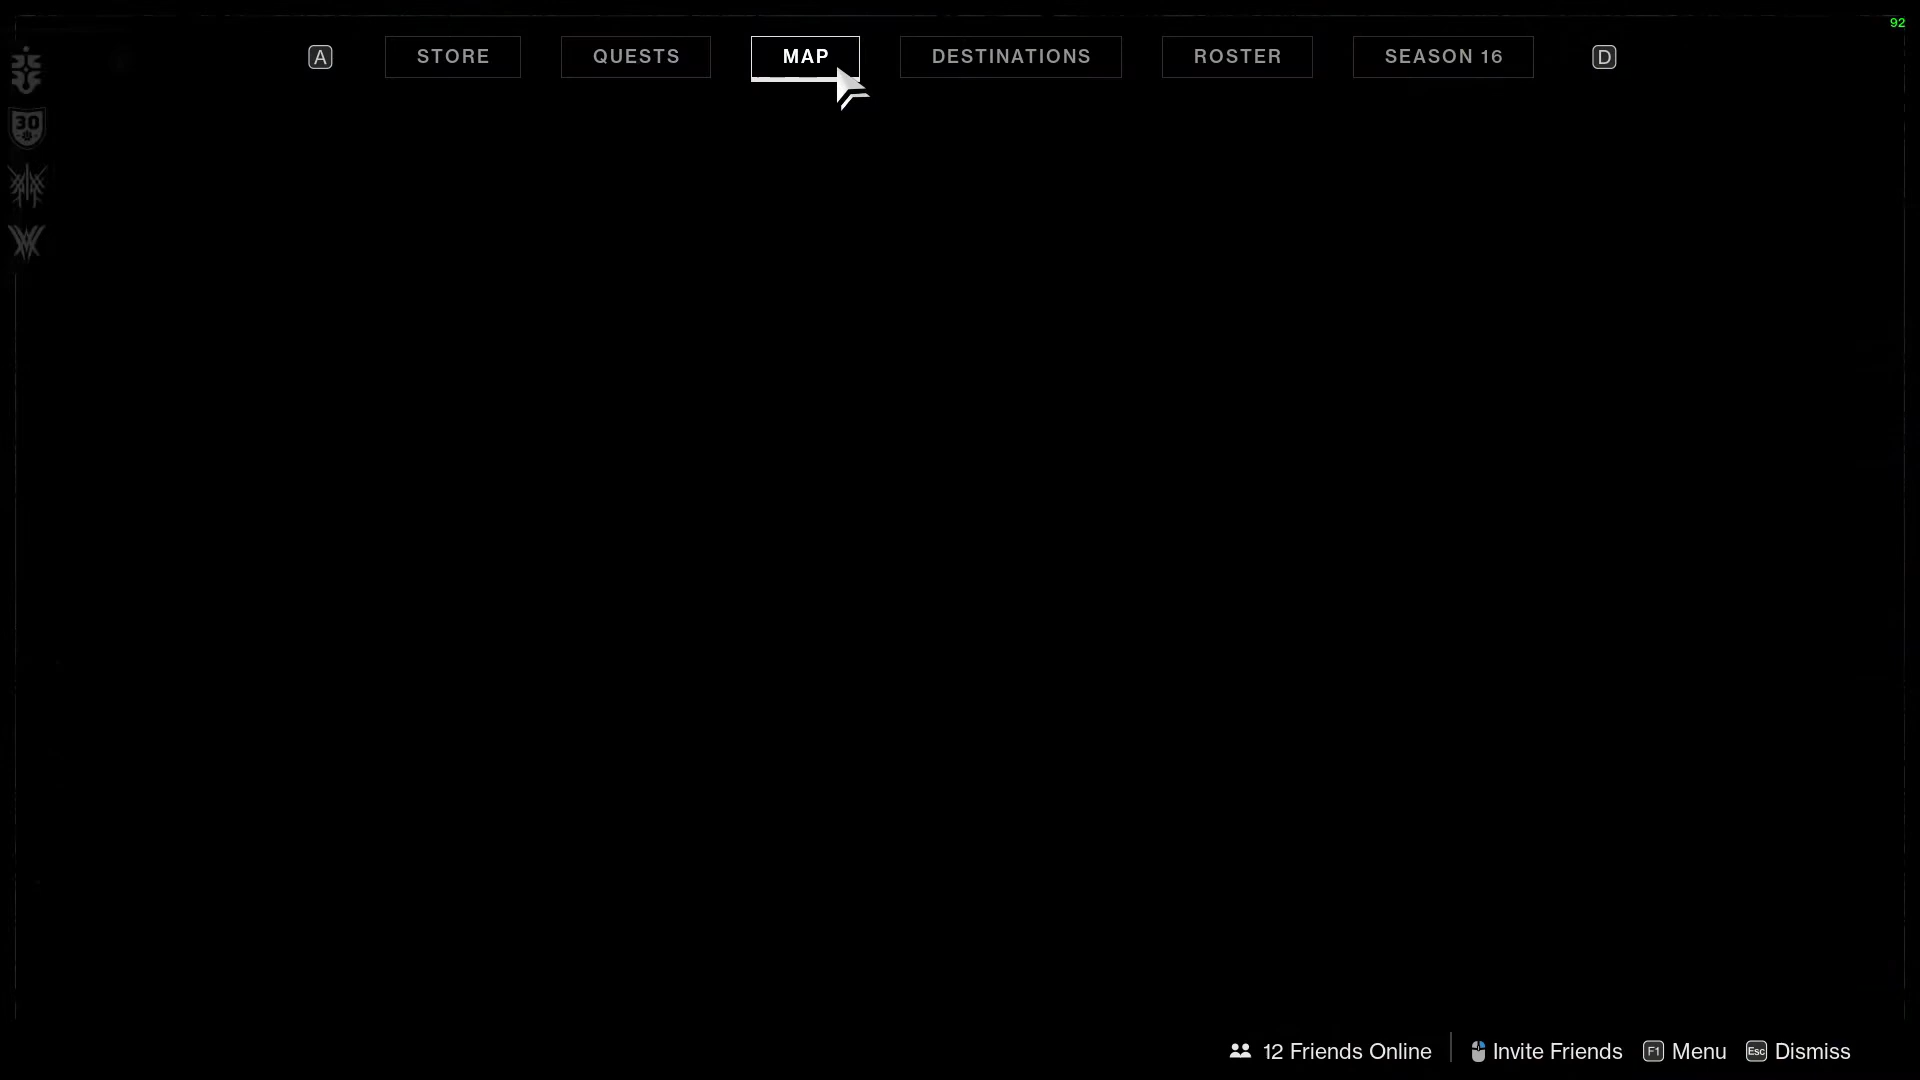 92
A STORE QUESTS MAP DESTINATIONS ROSTER SEASON 16 D
30
12 Friends Online Invite Friends F1 Menu Esc Dismiss